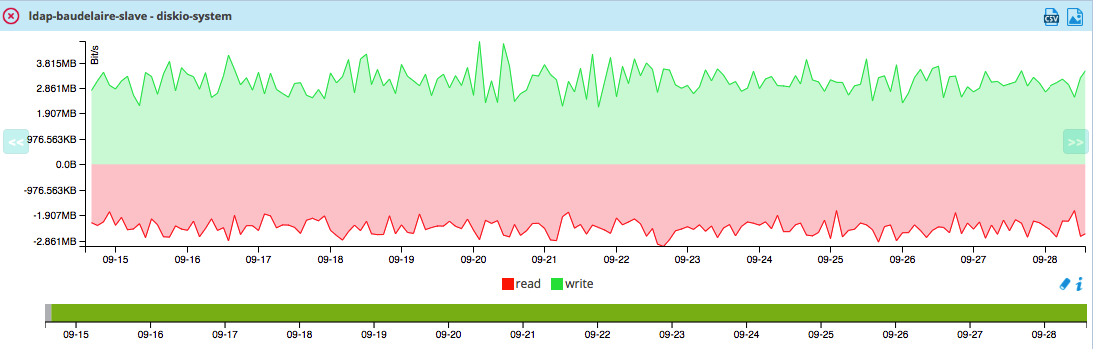 ldap-baudelaire-slave - diskio-system
CSV
Bit/s
3.815MB
2.861MB
1.907MB
976.563KB
0.0B
-976.563KB
-1.907MB
-2.861MB
<< >>
09-15 09-16 09-17 09-18 09-19 09-20 09-21 09-22 09-23 09-24 09-25 09-26 09-27 09-28
read write
i
09-15 09-16 09-17 09-18 09-19 09-20 09-21 09-22 09-23 09-24 09-25 09-26 09-27 09-28